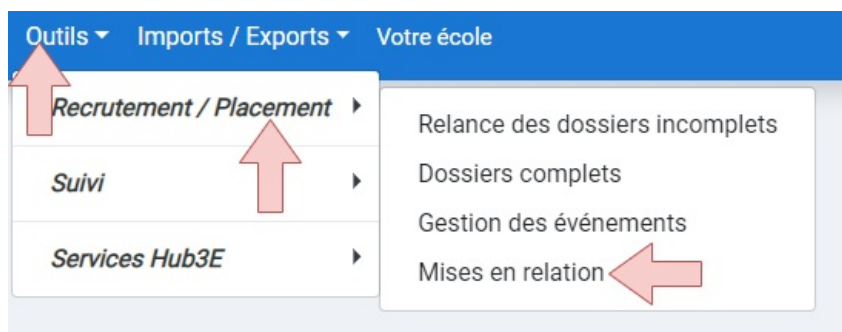 Outils Imports / Exports Votre école
Recrutement / Placement
Suivi
Services Hub3E
Relance des dossiers incomplets
Dossiers complets
Gestion des événements
Mises en relation